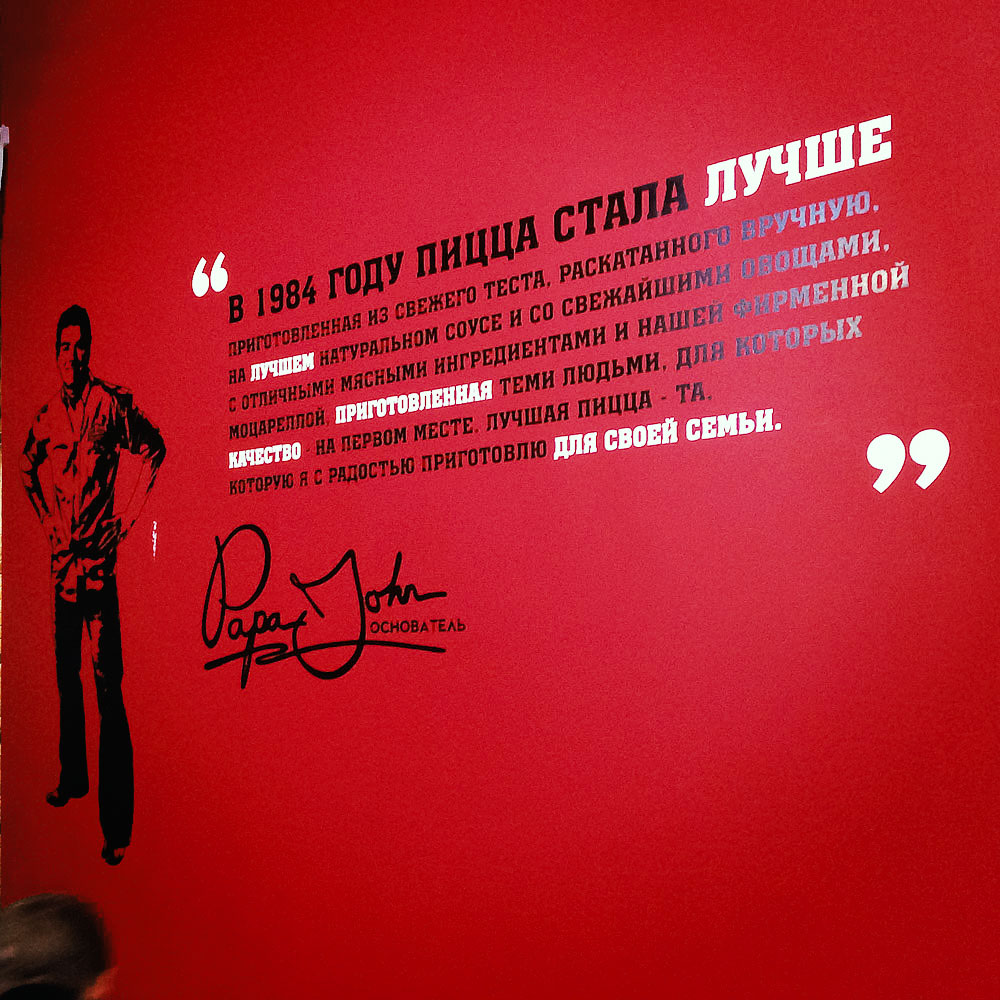 “
В 1984 ГОДУ ПИЦЦА СТАЛА ЛУЧШЕ
ПРИГОТОВЛЕННАЯ ИЗ СВЕЖЕГО ТЕСТА, РАСКАТАННОГО ВРУЧНУЮ,
НА ЛУЧШЕМ НАТУРАЛЬНОМ СОУСЕ И СО СВЕЖАЙШИМИ ОВОЩАМИ,
С ОТЛИЧНЫМИ МЯСНЫМИ ИНГРЕДИЕНТАМИ И НАШЕЙ ФИРМЕННОЙ
МОЦАРЕЛЛОЙ, ПРИГОТОВЛЕННАЯ ТЕМИ ЛЮДЬМИ, ДЛЯ КОТОРЫХ
КАЧЕСТВО - НА ПЕРВОМ МЕСТЕ. ЛУЧШАЯ ПИЦЦА - ТА,
КОТОРУЮ Я С РАДОСТЬЮ ПРИГОТОВЛЮ ДЛЯ СВОЕЙ СЕМЬИ.
”
Papa John
ОСНОВАТЕЛЬ